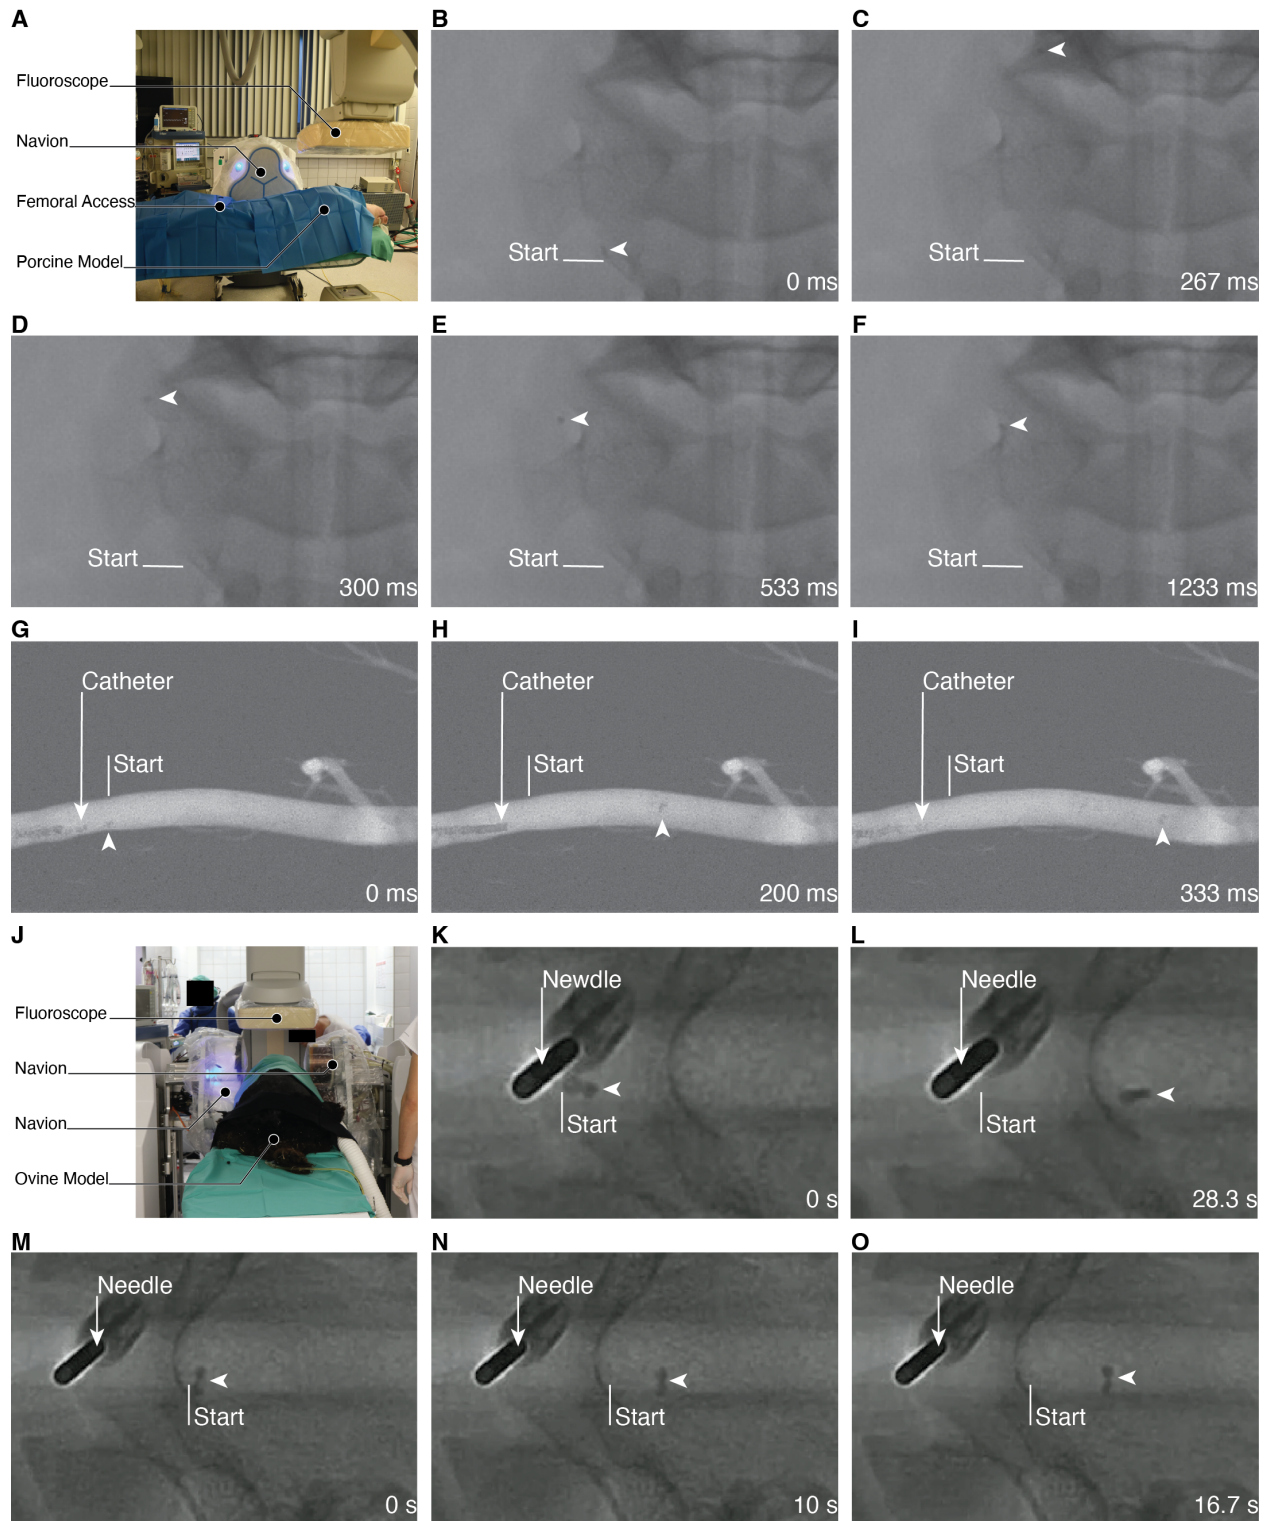 A
Fluoroscope
Navion
Femoral Access
Porcine Model
B
Start
0 ms
C
Start
267 ms
D
Start
300 ms
E
Start
533 ms
F
Start
1233 ms
G
Catheter
Start
0 ms
H
Catheter
Start
200 ms
I
Catheter
Start
333 ms
J
Fluoroscope
Navion
Navion
Ovine Model
K
Newdle
Start
0 s
L
Needle
Start
28.3 s
M
Needle
Start
0 s
N
Needle
Start
10 s
O
Needle
Start
16.7 s